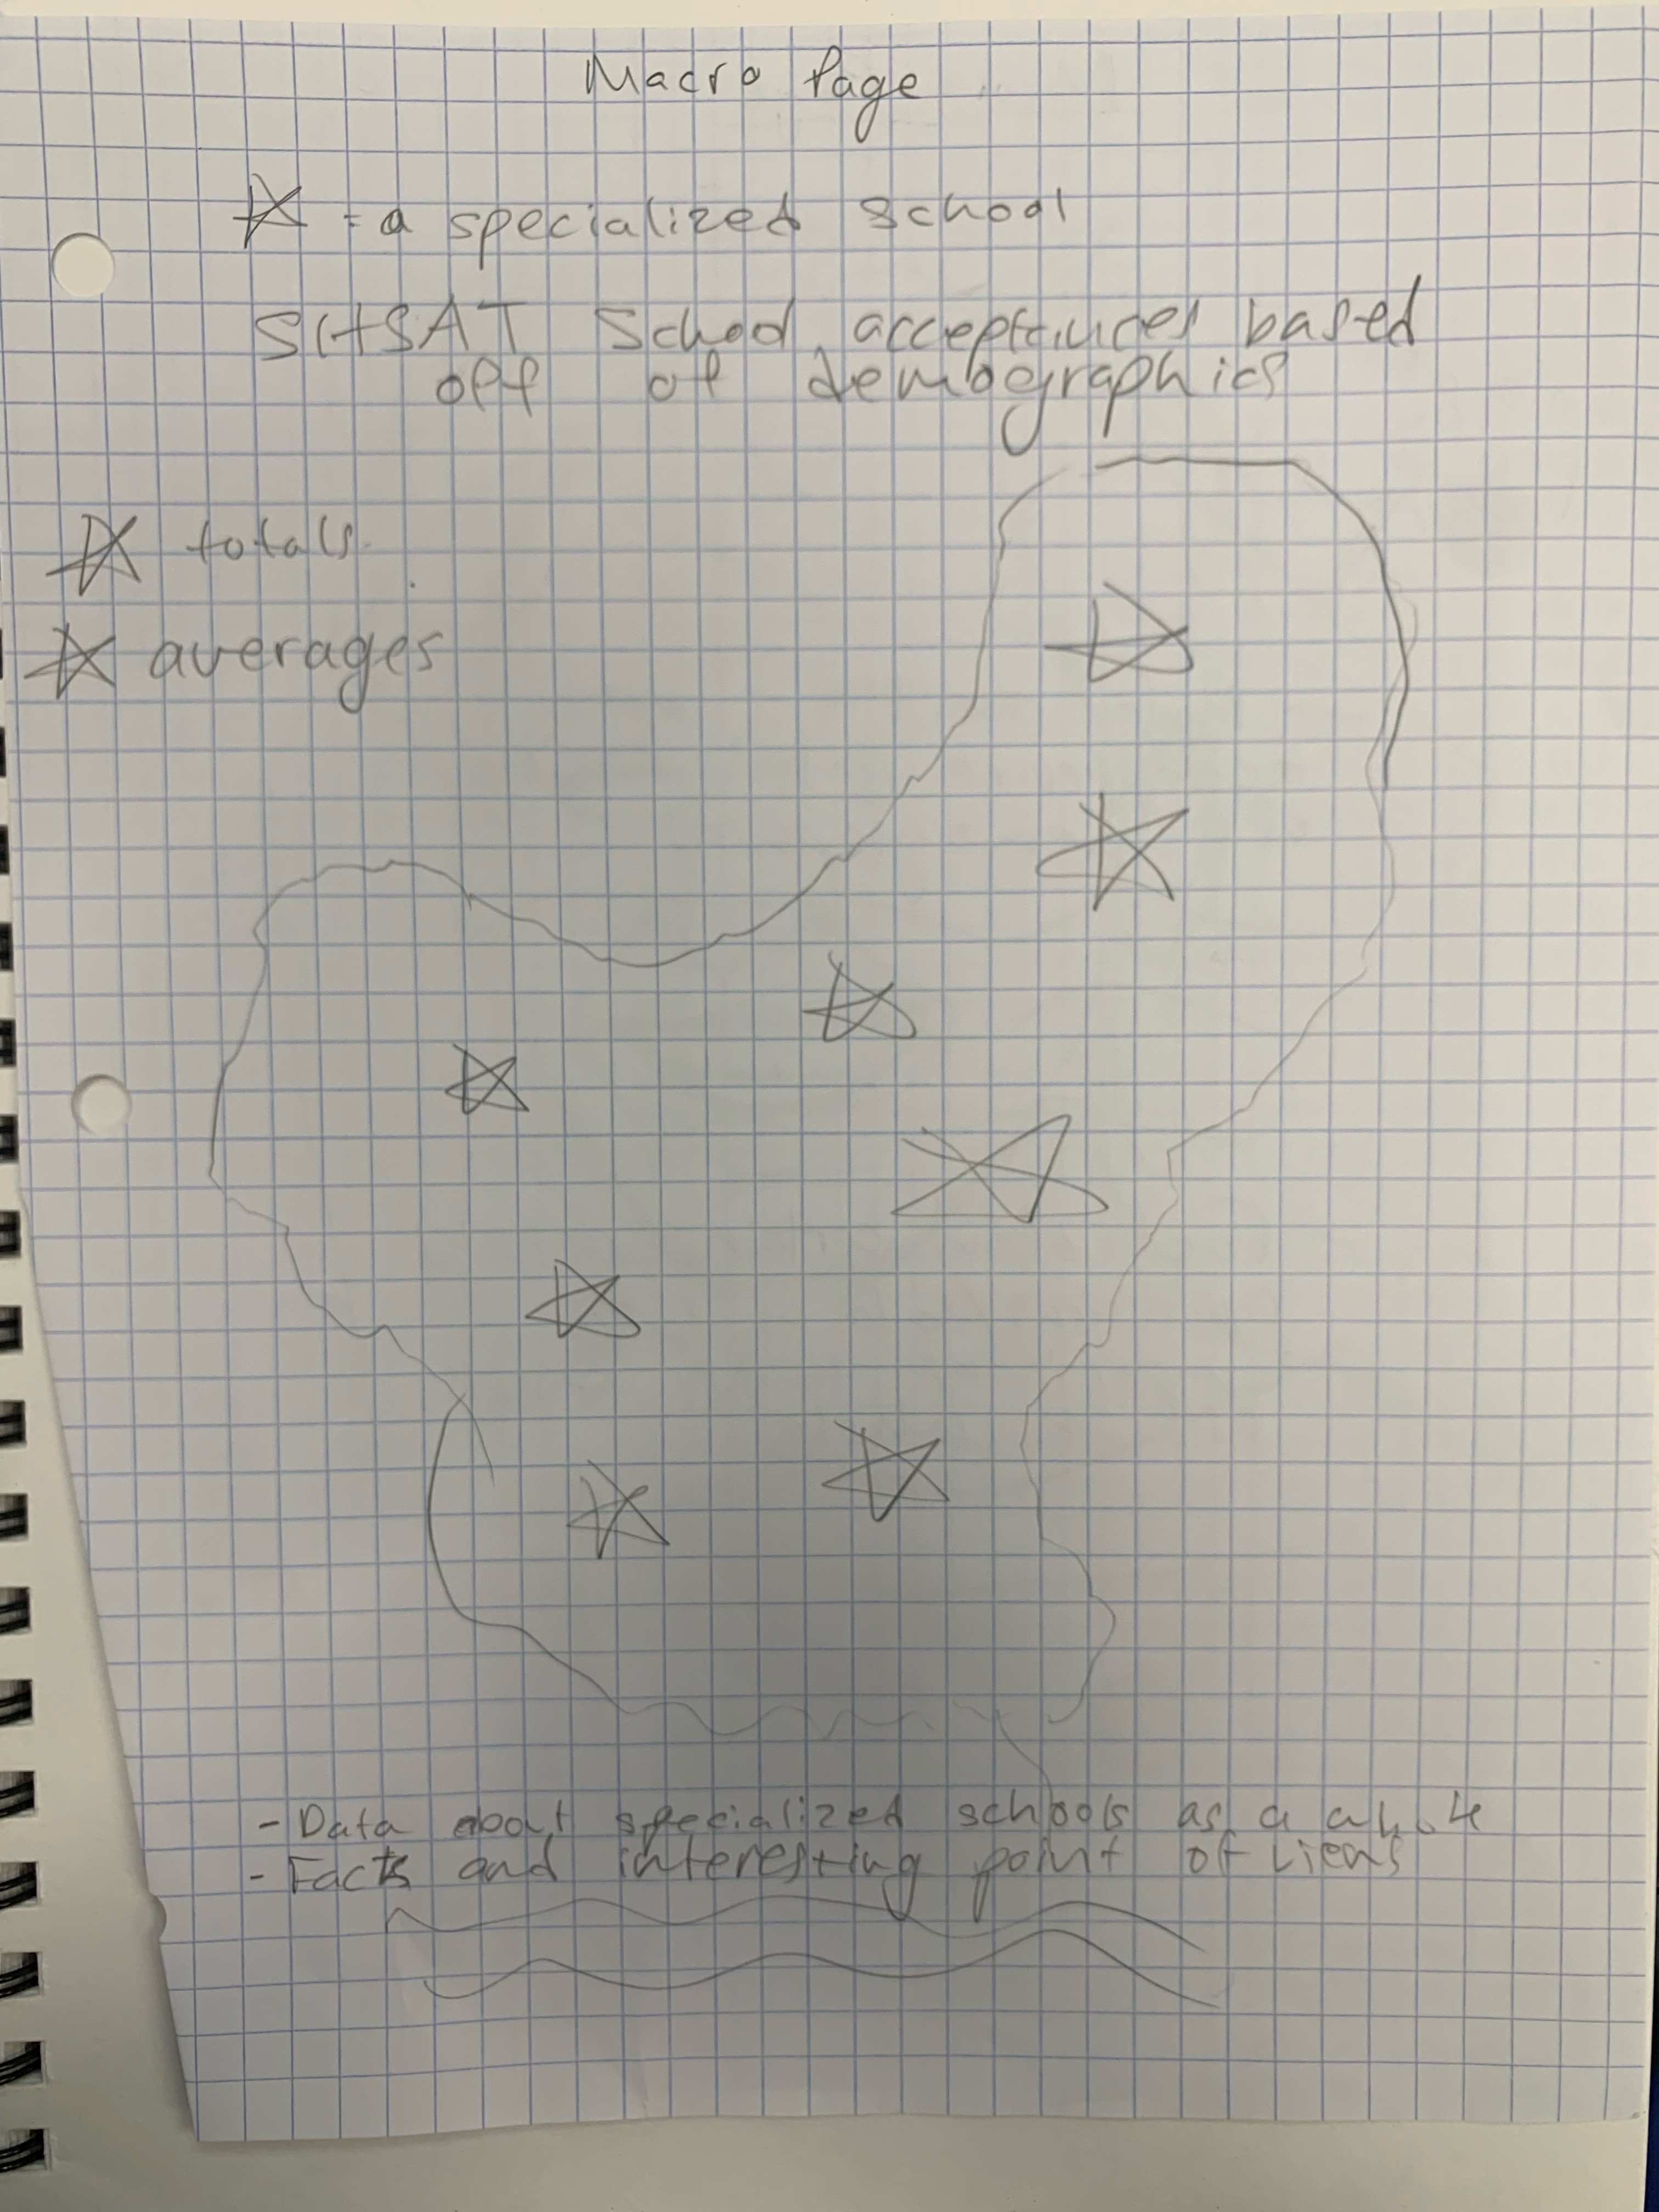 Macro Page
= a specialized school
SHSAT School acceptances based
off of demographics
totals
averages
- Data about specialized schools as a whole
- Facts and interesting point of views